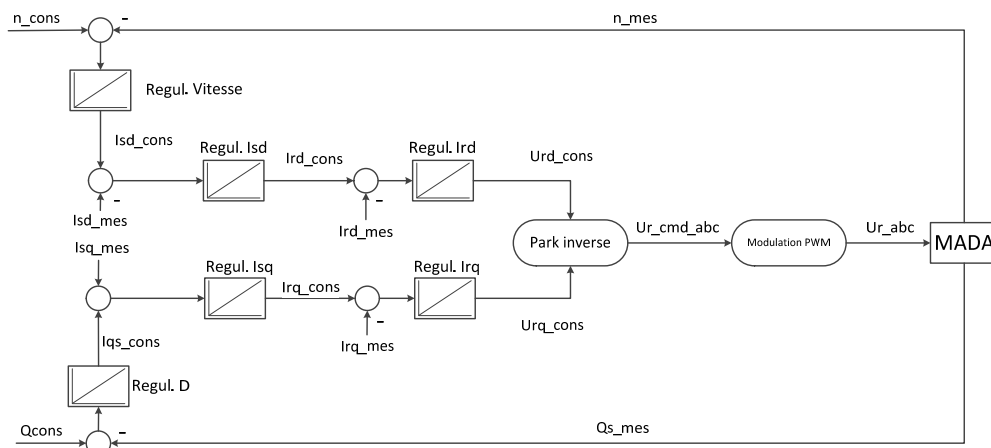 n_cons
-
n_mes
Regul. Vitesse
Isd_cons
Regul. Isd
Ird_cons
Regul. Ird
Urd_cons
-
-
Isd_mes
Ird_mes
Isq_mes
Park inverse
Ur_cmd_abc
Modulation PWM
Ur_abc
MADA
Regul. Isq
Irq_cons
Regul. Irq
-
Urq_cons
Irq_mes
Iqs_cons
Regul. D
Qcons
-
Qs_mes